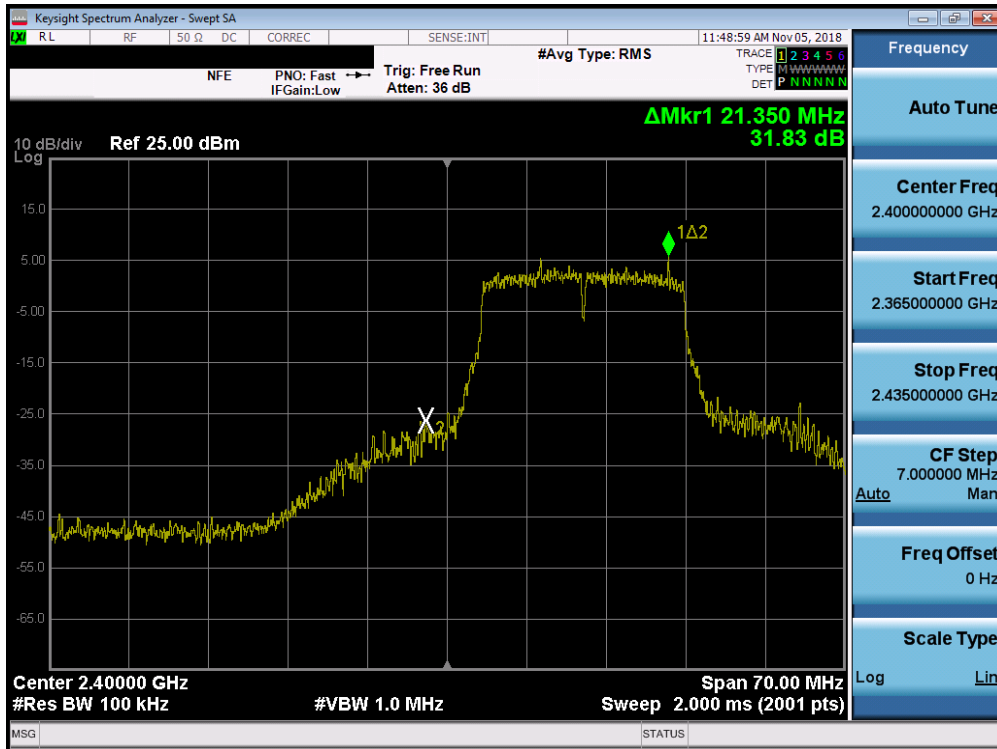 Keysight Spectrum Analyzer - Swept SA
LXI RL RF 50 Ω DC CORREC SENSE:INT 11:48:59 AM Nov 05, 2018
NFE PNO: Fast Trig: Free Run #Avg Type: RMS TRACE 1 2 3 4 5 6
IFGain:Low Atten: 36 dB TYPE M WWWWW
DET P N N N N N
ΔMkr1 21.350 MHz
31.83 dB
10 dB/div Ref 25.00 dBm
Log
15.0
5.00
-5.00
-15.0
-25.0
-35.0
-45.0
-55.0
-65.0
1Δ2
X2
Center 2.40000 GHz Span 70.00 MHz
#Res BW 100 kHz #VBW 1.0 MHz Sweep 2.000 ms (2001 pts)
MSG STATUS
Frequency
Auto Tune
Center Freq
2.400000000 GHz
Start Freq
2.365000000 GHz
Stop Freq
2.435000000 GHz
CF Step
7.000000 MHz
Auto Man
Freq Offset
0 Hz
Scale Type
Log Lin